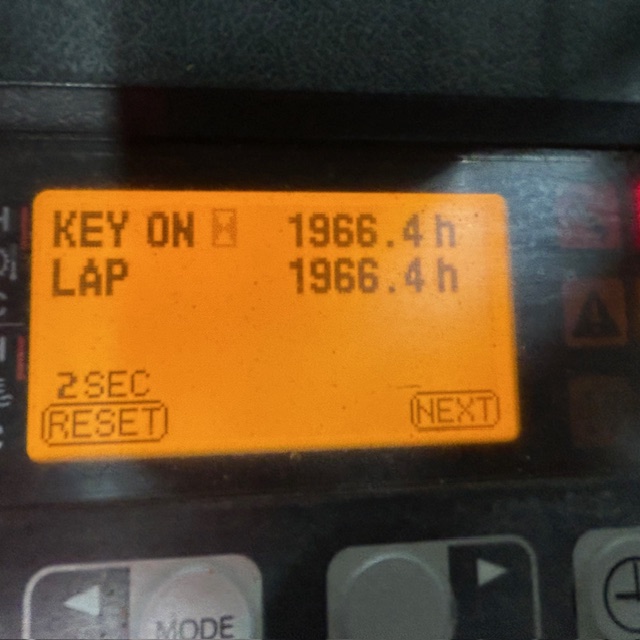 KEY ON 1966.4h
LAP 1966.4h
2SEC
RESET NEXT
MODE